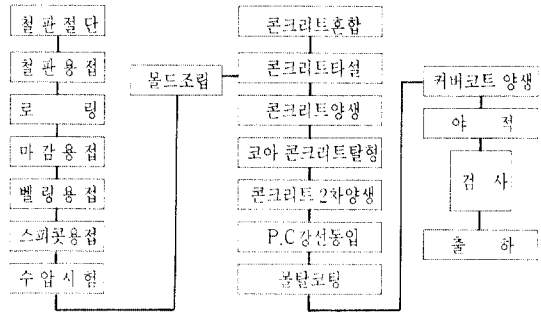 철판절단
철판용접
로 링
마감용접
벨링용접
스피콧용접
수압시험
몰드조립
콘크리트혼합
콘크리트타설
콘크리트양생
코아 콘크리트탈형
콘크리트 2차양생
P.C강선동입
몰탈코팅
커버코트 양생
야 적
검 사
출 하